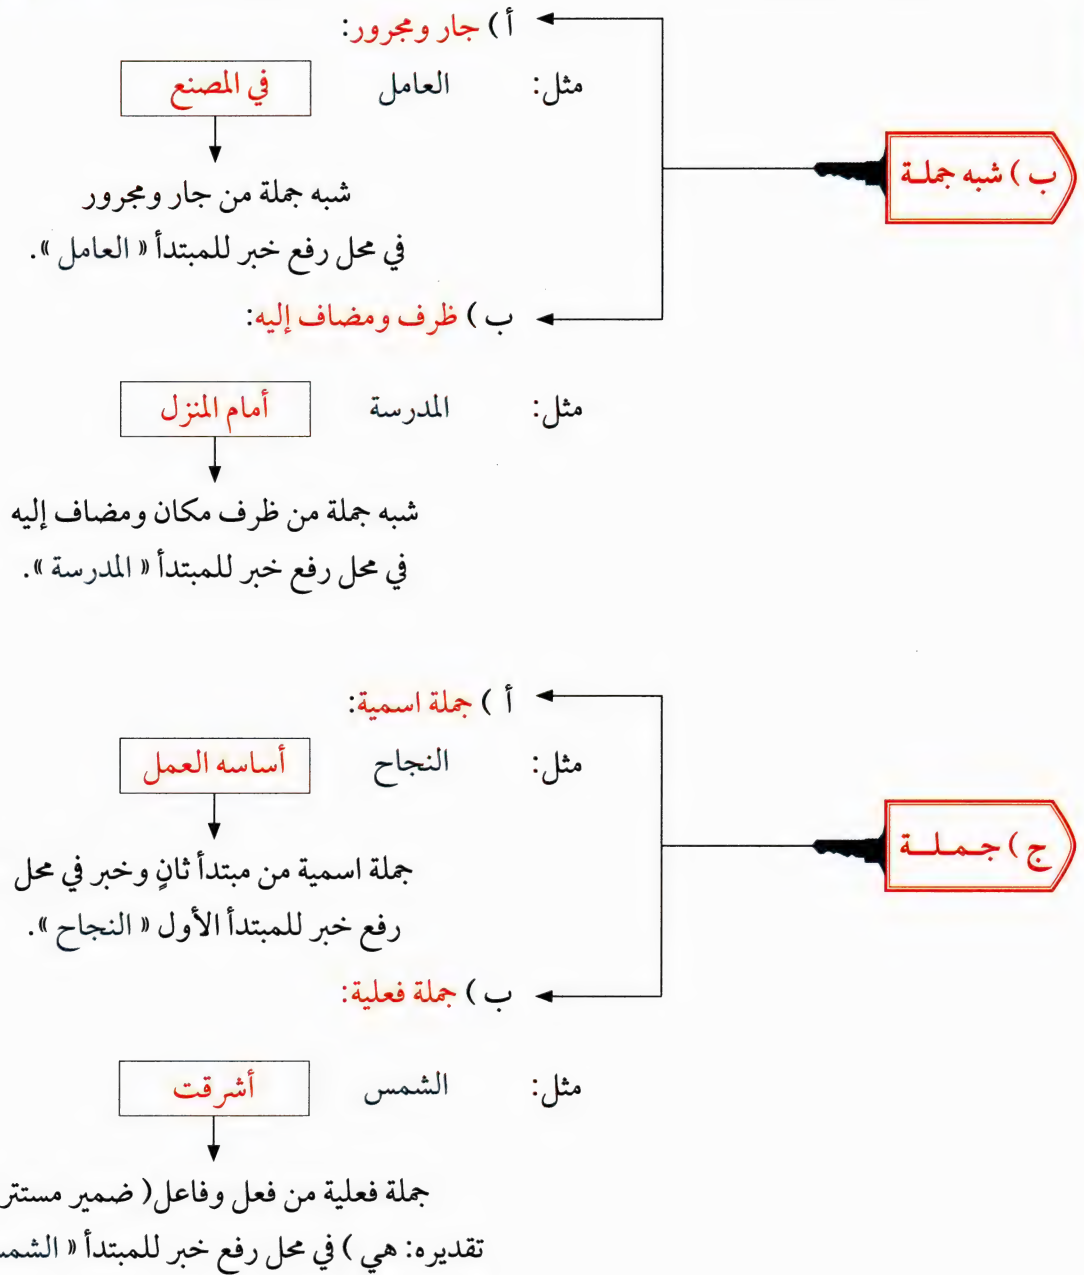 ب ) شبه جملـة
أ ) جار ومجرور:
مثل: العامل في المصنع
شبه جملة من جار ومجرور
في محل رفع خبر للمبتدأ « العامل ».
ب ) ظرف ومضاف إليه:
مثل: المدرسة أمام المنزل
شبه جملة من ظرف مكان ومضاف إليه
في محل رفع خبر للمبتدأ « المدرسة ».
ج ) جـمـلــة
أ ) جملة اسمية:
مثل: النجاح أساسه العمل
جملة اسمية من مبتدأ ثانٍ وخبر في محل
رفع خبر للمبتدأ الأول « النجاح ».
ب ) جملة فعلية:
مثل: الشمس أشرقت
جملة فعلية من فعل وفاعل ( ضمير مستتر
تقديره: هي ) في محل رفع خبر للمبتدأ «